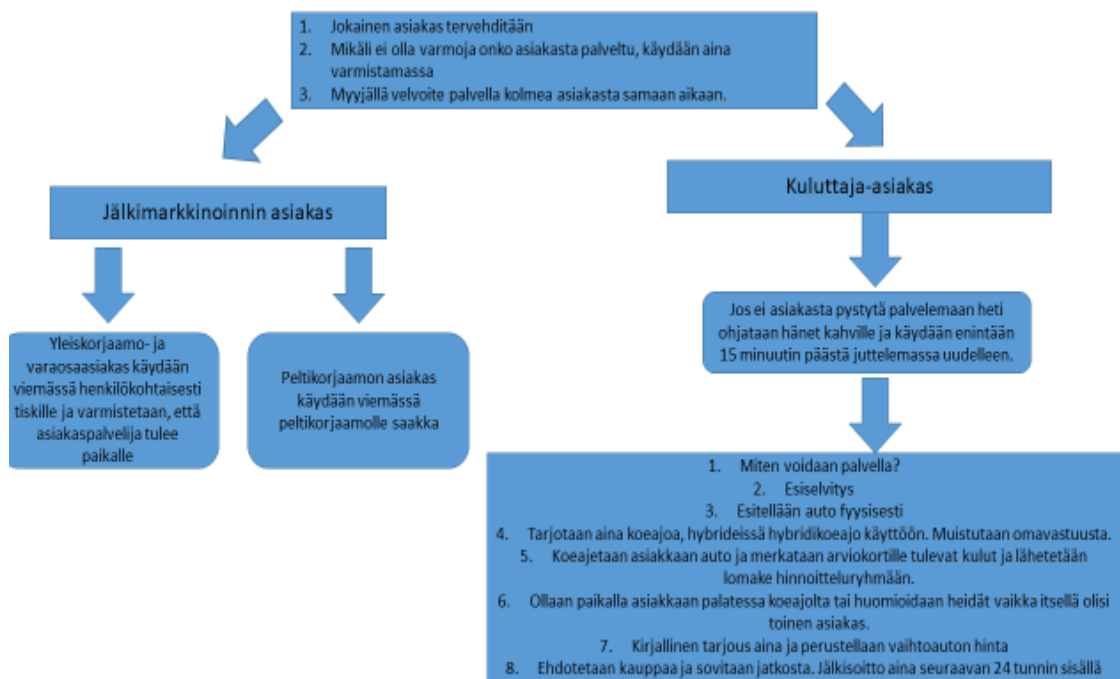 1. Jokainen asiakas tervehditään
2. Mikäli ei olla varmoja onko asiakasta palveltu, käydään aina
varmistamassa
3. Myyjällä velvoite palvella kolmea asiakasta samaan aikaan.
Jälkimarkkinoinnin asiakas
Kuluttaja-asiakas
Yleiskorjaamo- ja
varaosaasiakas käydään
viemässä henkilökohtaisesti
tiskille ja varmistetaan, että
asiakaspalvelija tulee
paikalle
Peltikorjaamon asiakas
käydään viemässä
peltikorjaamolle saakka
Jos ei asiakasta pystytä palvelemaan heti
ohjataan hänet kahville ja käydään enintään
15 minuutin päästä juttelemassa uudelleen.
1. Miten voidaan palvella?
2. Esiselvitys
3. Esitellään auto fyysisesti
4. Tarjotaan aina koeajoa, hybrideissä hybridikoeajo käyttöön. Muistutaan omavastuusta.
5. Koeajetaan asiakkaan auto ja merkataan arviokortille tulevat kulut ja lähetetään
lomake hinnoitteluryhmään.
6. Ollaan paikalla asiakkaan palatessa koeajolta tai huomioidaan heidät vaikka itsellä olisi
toinen asiakas.
7. Kirjallinen tarjous aina ja perustellaan vaihtoauton hinta
8. Ehdotetaan kauppaa ja sovitaan jatkosta. Jälkisoitto aina seuraavan 24 tunnin sisällä